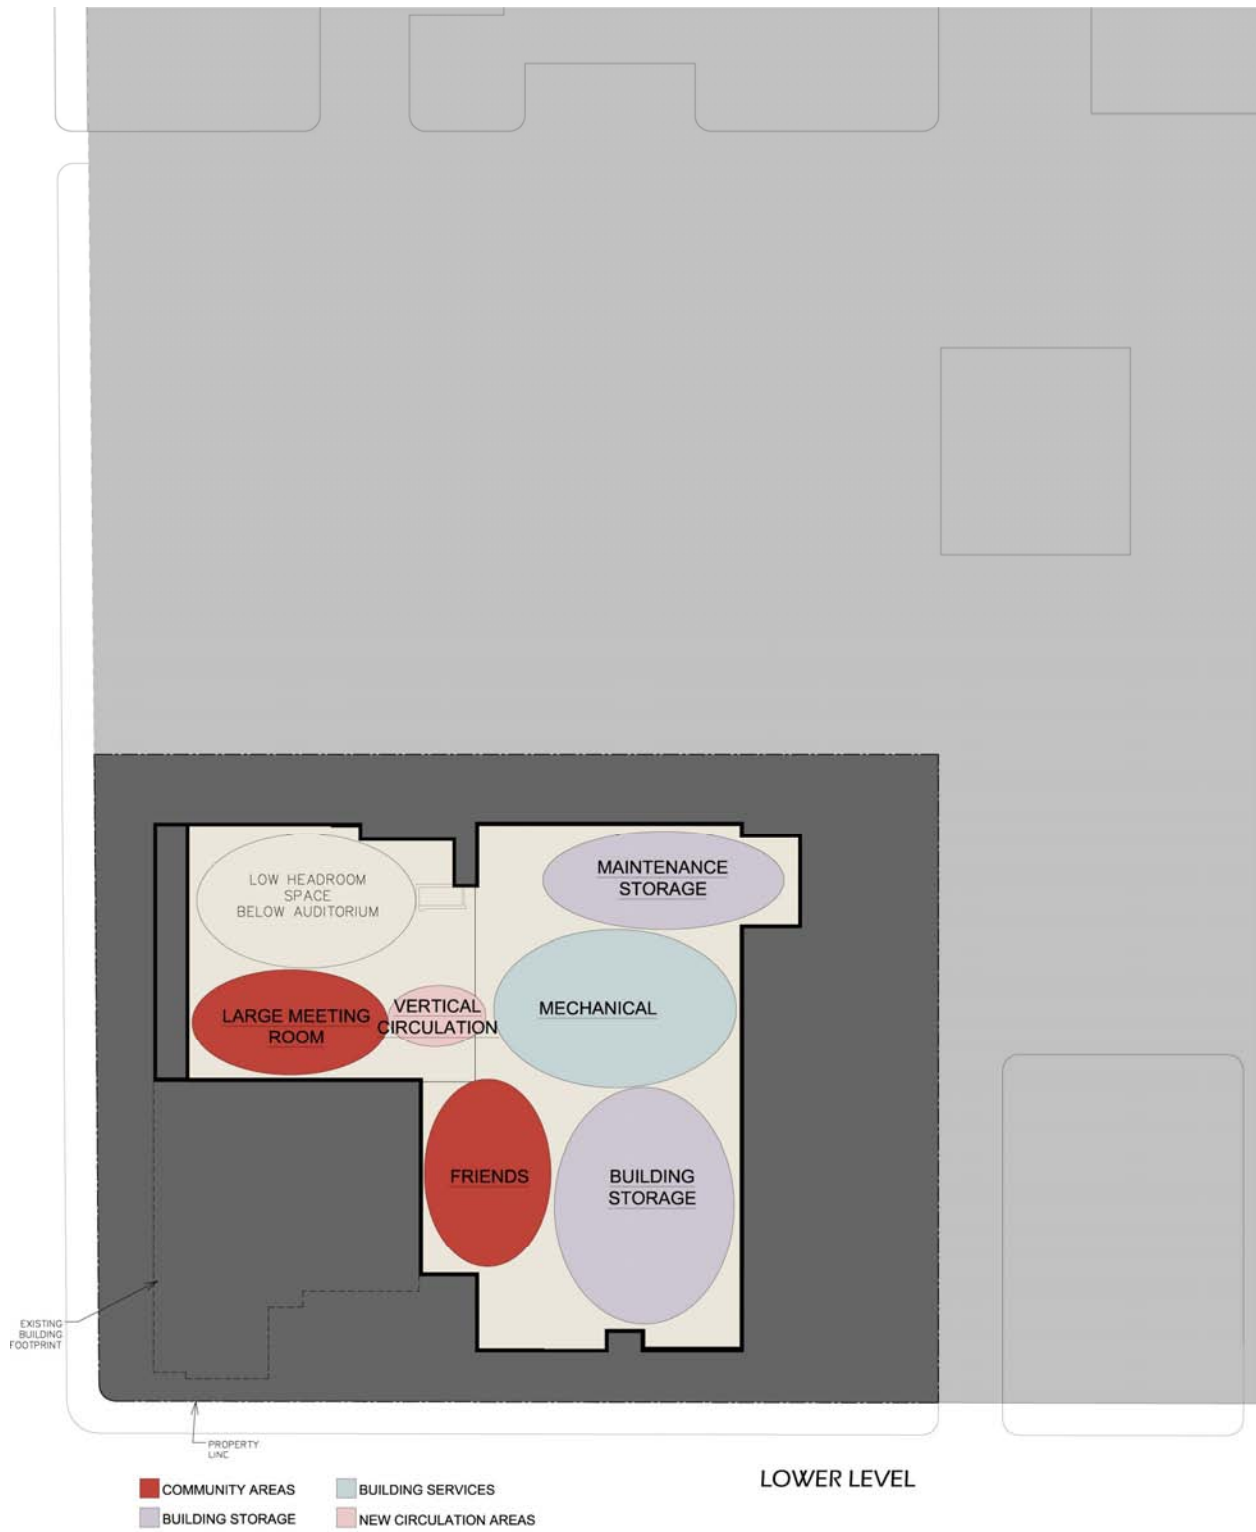 MAINTENANCE
STORAGE
LOW HEADROOM
SPACE
BELOW AUDITORIUM
VERTICAL
CIRCULATION
MECHANICAL
LARGE MEETING
ROOM
FRIENDS
BUILDING
STORAGE
EXISTING
BUILDING
FOOTPRINT
PROPERTY
LINE
LOWER LEVEL
COMMUNITY AREAS
BUILDING SERVICES
BUILDING STORAGE
NEW CIRCULATION AREAS